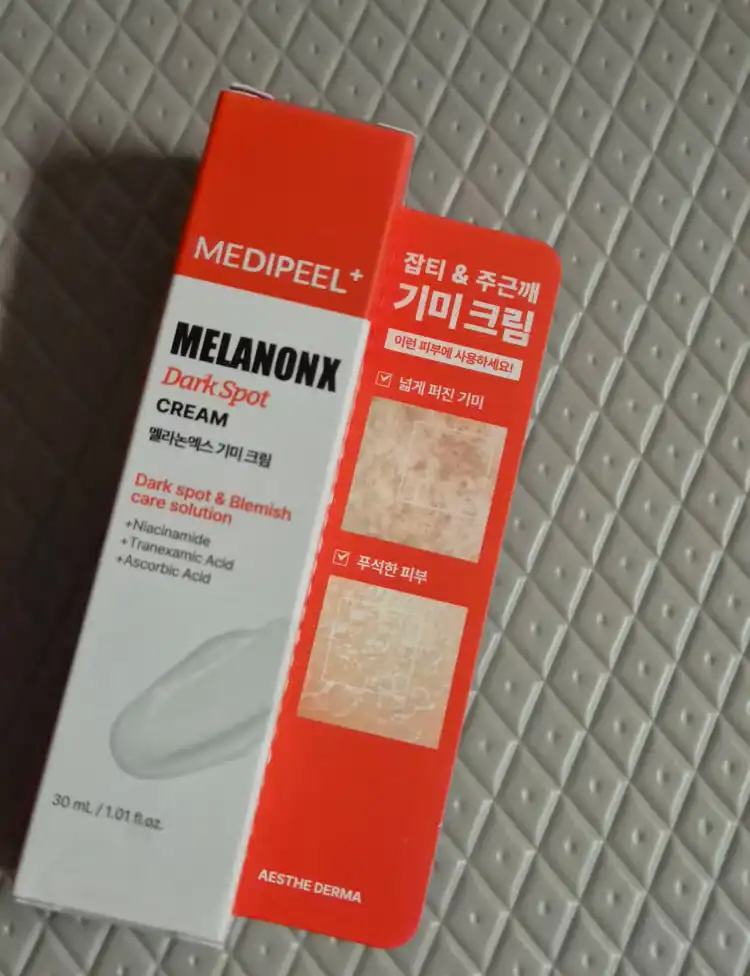 MEDIPEEL+
MELANONX
Dark Spot
CREAM
멜라논엑스 기미 크림
Dark spot & Blemish
care solution
+Niacinamide
+Tranexamic Acid
+Ascorbic Acid
30 mL / 1.01 fl.oz.
잡티 & 주근깨
기미 크림
이런 피부에 사용하세요!
넓게 퍼진 기미
푸석한 피부
AESTHE DERMA